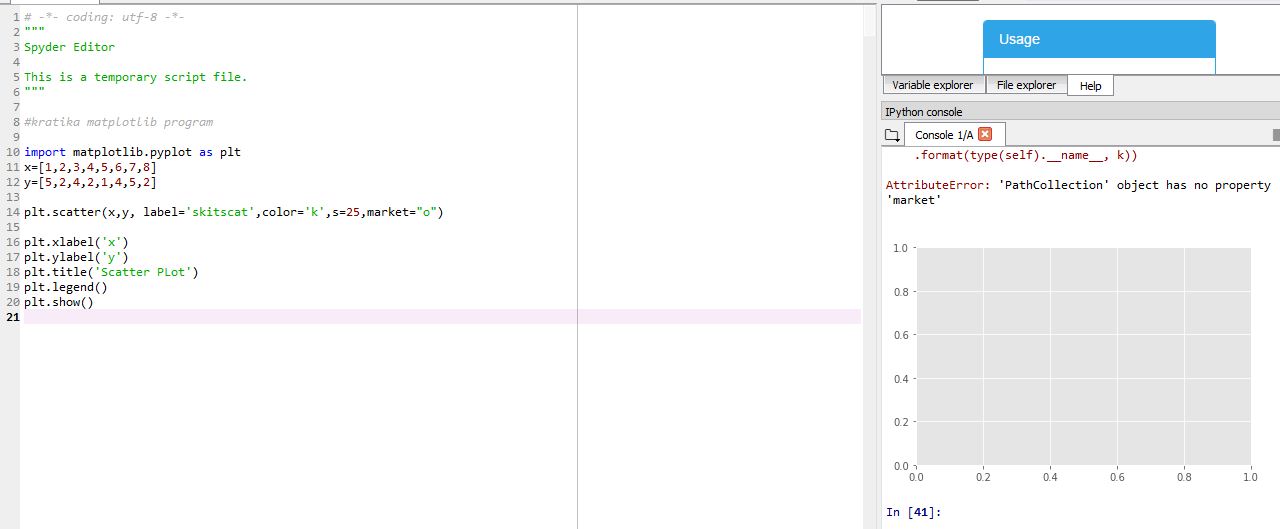 1 # -*- coding: utf-8 -*-
2 """
3 Spyder Editor
4
5 This is a temporary script file.
6 """
7
8 #kratika matplotlib program
9
10 import matplotlib.pyplot as plt
11 x=[1,2,3,4,5,6,7,8]
12 y=[5,2,4,2,1,4,5,2]
13
14 plt.scatter(x,y, label='skitscat',color='k',s=25,market="o")
15
16 plt.xlabel('x')
17 plt.ylabel('y')
18 plt.title('Scatter PLot')
19 plt.legend()
20 plt.show()
21
Usage
Variable explorer File explorer Help
IPython console
Console 1/A
.format(type(self).__name__, k))
AttributeError: 'PathCollection' object has no property
'market'
1.0
0.8
0.6
0.4
0.2
0.0
0.0 0.2 0.4 0.6 0.8 1.0
In [41]: